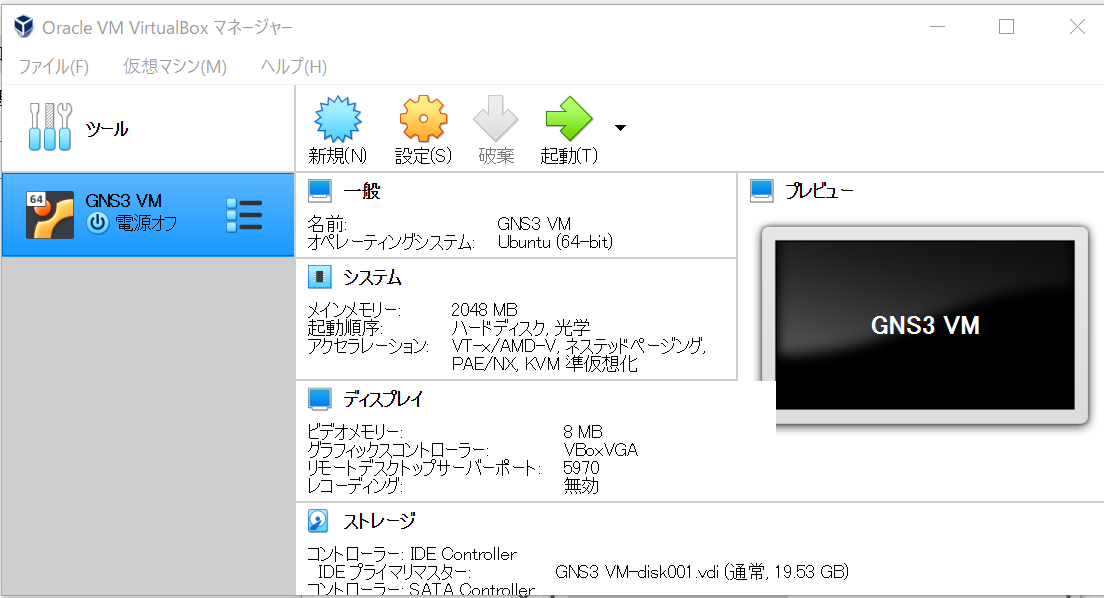 Oracle VM VirtualBox マネージャー
ファイル(F) 仮想マシン(M) ヘルプ(H)
ツール
新規(N) 設定(S) 破棄 起動(T)
64
GNS3 VM
電源オフ
一般
名前: GNS3 VM
オペレーティングシステム: Ubuntu (64-bit)
システム
メインメモリー: 2048 MB
起動順序: ハードディスク, 光学
アクセラレーション: VT-x/AMD-V, ネステッドページング,
PAE/NX, KVM 準仮想化
プレビュー
GNS3 VM
ディスプレイ
ビデオメモリー: 8 MB
グラフィックスコントローラー: VBoxVGA
リモートデスクトップサーバーポート: 5970
レコーディング: 無効
ストレージ
コントローラー: IDE Controller
IDE プライマリマスター: GNS3 VM-disk001.vdi (通常, 19.53 GB)
コントローラー: SATA Controller